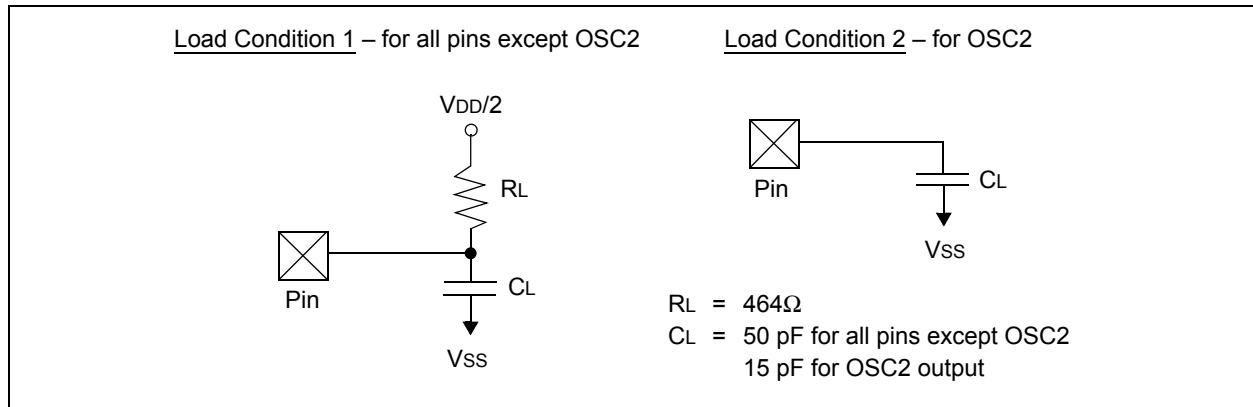 Load Condition 1 – for all pins except OSC2
Load Condition 2 – for OSC2
VDD/2
RL
Pin
CL
VSS
Pin
CL
VSS
RL = 464Ω
CL = 50 pF for all pins except OSC2
15 pF for OSC2 output